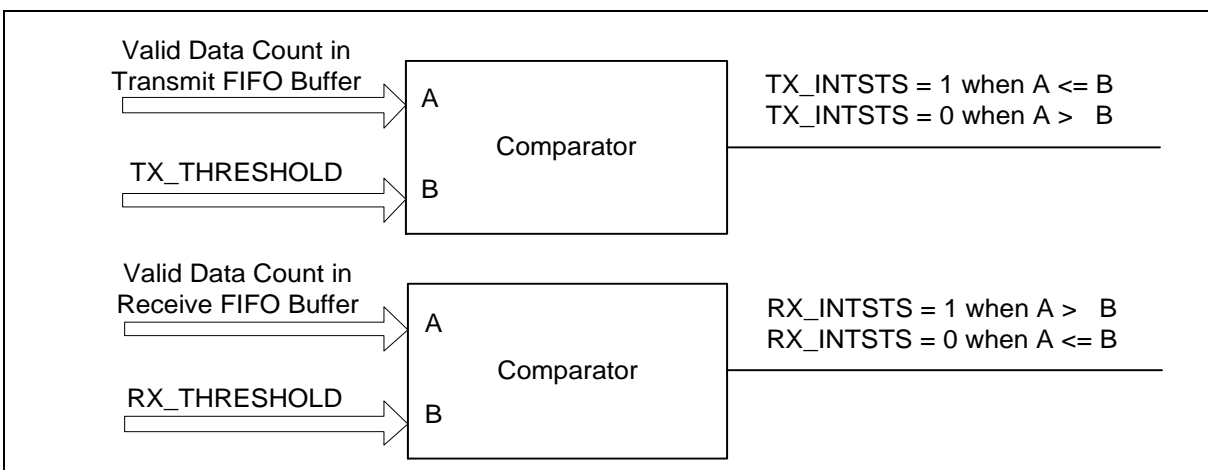 Valid Data Count in
Transmit FIFO Buffer
A
TX_THRESHOLD
B
Comparator
TX_INTSTS = 1 when A <= B
TX_INTSTS = 0 when A > B
Valid Data Count in
Receive FIFO Buffer
A
RX_THRESHOLD
B
Comparator
RX_INTSTS = 1 when A > B
RX_INTSTS = 0 when A <= B